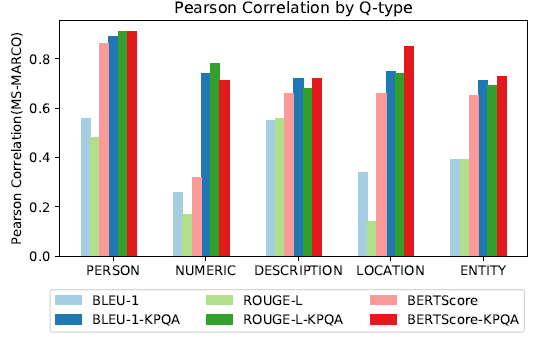 Pearson Correlation by Q-type
Pearson Correlation(MS-MARCO)
0.8
0.6
0.4
0.2
0.0
PERSON NUMERIC DESCRIPTION LOCATION ENTITY
BLEU-1 ROUGE-L BERTScore
BLEU-1-KPQA ROUGE-L-KPQA BERTScore-KPQA